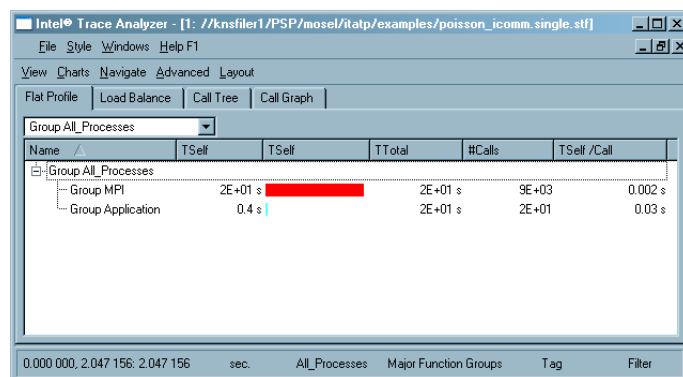 Intel® Trace Analyzer - [1: //knsfiler1/PSP/mosel/itatp/examples/poisson_icomm.single.stf]
File Style Windows Help F1
View Charts Navigate Advanced Layout
Flat Profile Load Balance Call Tree Call Graph
Group All_Processes
Name TSelf TSelf TTotal #Calls TSelf /Call
Group All_Processes
Group MPI 2E+01 s 2E+01 s 9E+03 0.002 s
Group Application 0.4 s 2E+01 s 2E+01 0.03 s
0.000 000, 2.047 156: 2.047 156 sec. All_Processes Major Function Groups Tag Filter